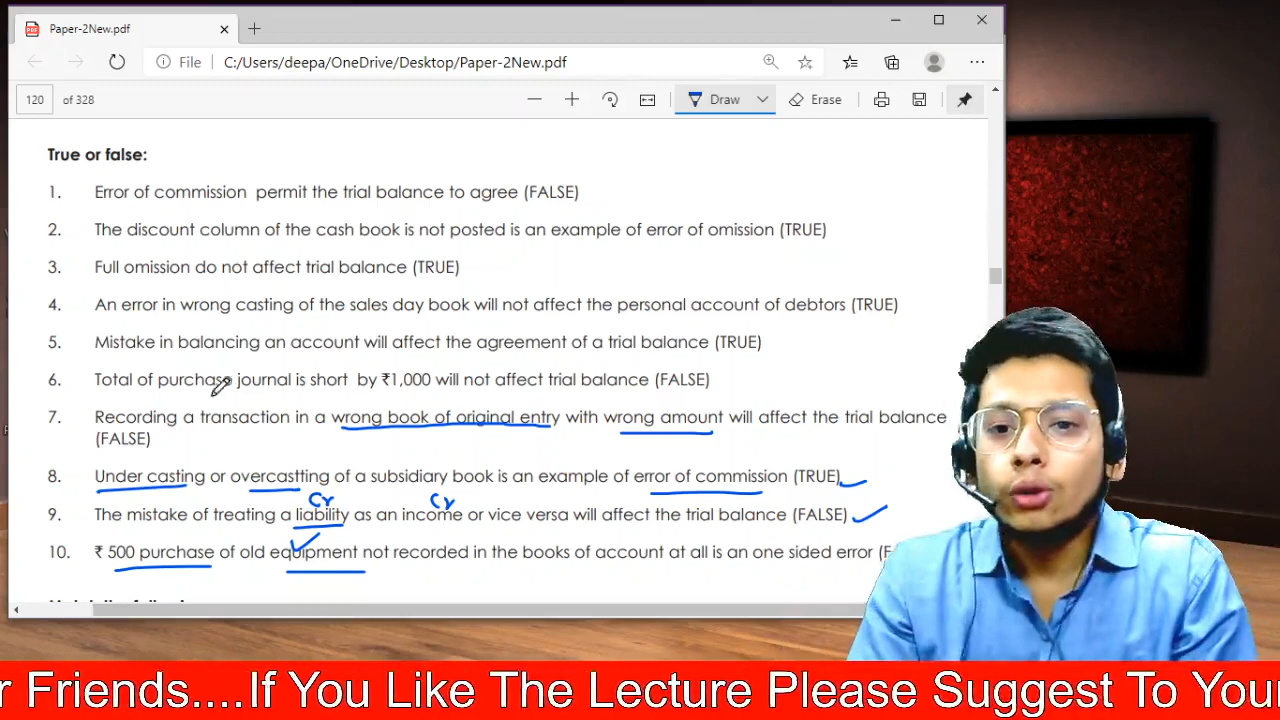 Paper-2New.pdf
File C:/Users/deepa/OneDrive/Desktop/Paper-2New.pdf
120 of 328 Draw Erase
True or false:
1. Error of commission permit the trial balance to agree (FALSE)
2. The discount column of the cash book is not posted is an example of error of omission (TRUE)
3. Full omission do not affect trial balance (TRUE)
4. An error in wrong casting of the sales day book will not affect the personal account of debtors (TRUE)
5. Mistake in balancing an account will affect the agreement of a trial balance (TRUE)
6. Total of purchase journal is short by ₹1,000 will not affect trial balance (FALSE)
7. Recording a transaction in a wrong book of original entry with wrong amount will affect the trial balance
(FALSE)
8. Under casting or overcastting of a subsidiary book is an example of error of commission (TRUE)
Cr Cr
9. The mistake of treating a liability as an income or vice versa will affect the trial balance (FALSE)
10. ₹ 500 purchase of old equipment not recorded in the books of account at all is an one sided error
r Friends....If You Like The Lecture Please Suggest To Your